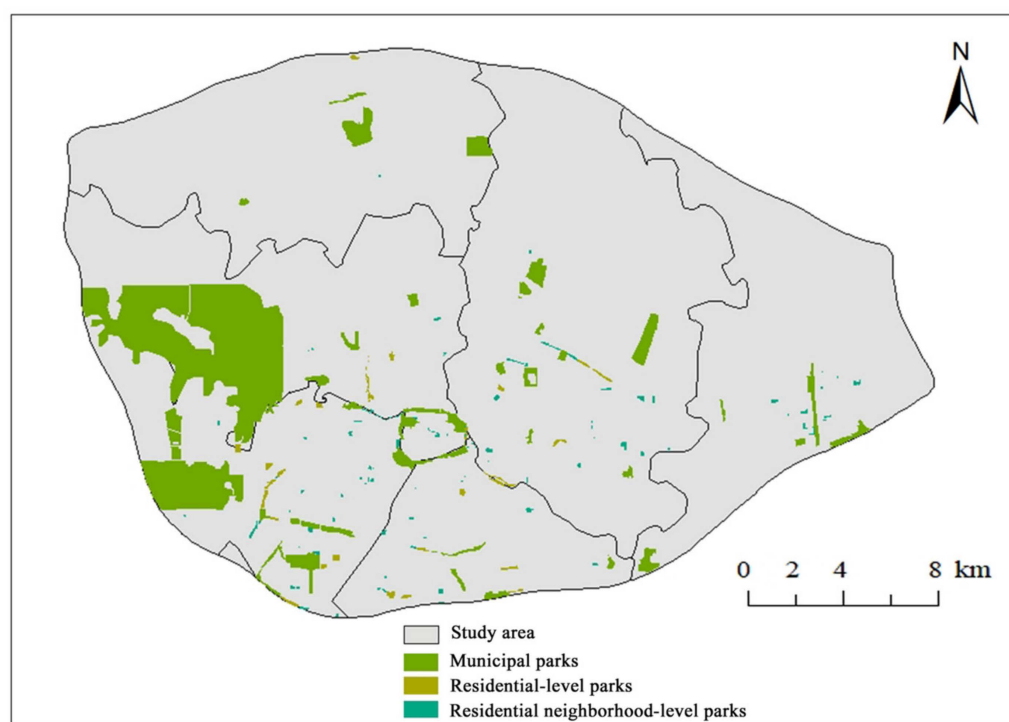 N
0 2 4 8 km
Study area
Municipal parks
Residential-level parks
Residential neighborhood-level parks